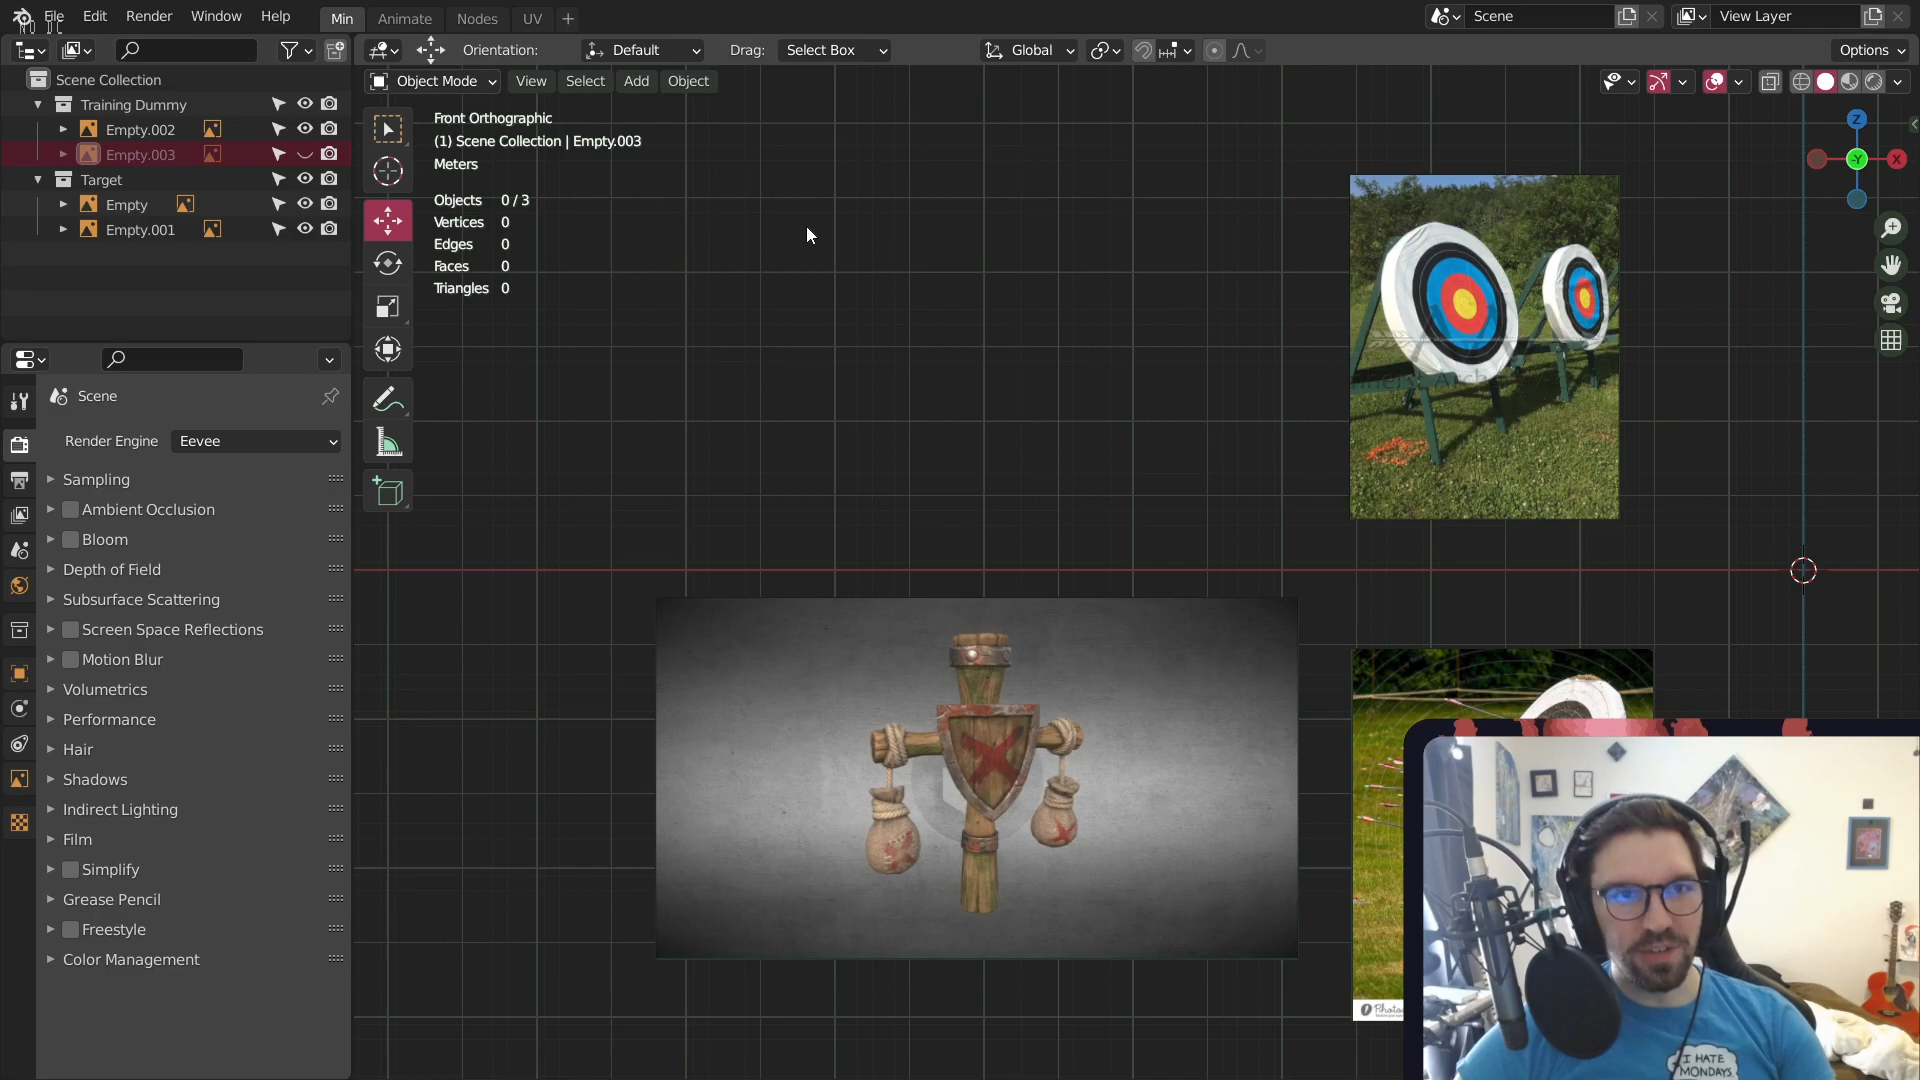 File Edit Render Window Help Min Animate Nodes UV + Scene View Layer
Orientation: Default Drag: Select Box Global Options
Object Mode View Select Add Object
Scene Collection
Training Dummy
Empty.002
Empty.003
Target
Empty
Empty.001
Front Orthographic
(1) Scene Collection | Empty.003
Meters
Objects 0 / 3
Vertices 0
Edges 0
Faces 0
Triangles 0
Z
-Y
X
Scene
Render Engine Eevee
Sampling
Ambient Occlusion
Bloom
Depth of Field
Subsurface Scattering
Screen Space Reflections
Motion Blur
Volumetrics
Performance
Hair
Shadows
Indirect Lighting
Film
Simplify
Grease Pencil
Freestyle
Color Management
I HATE
MONDAYS